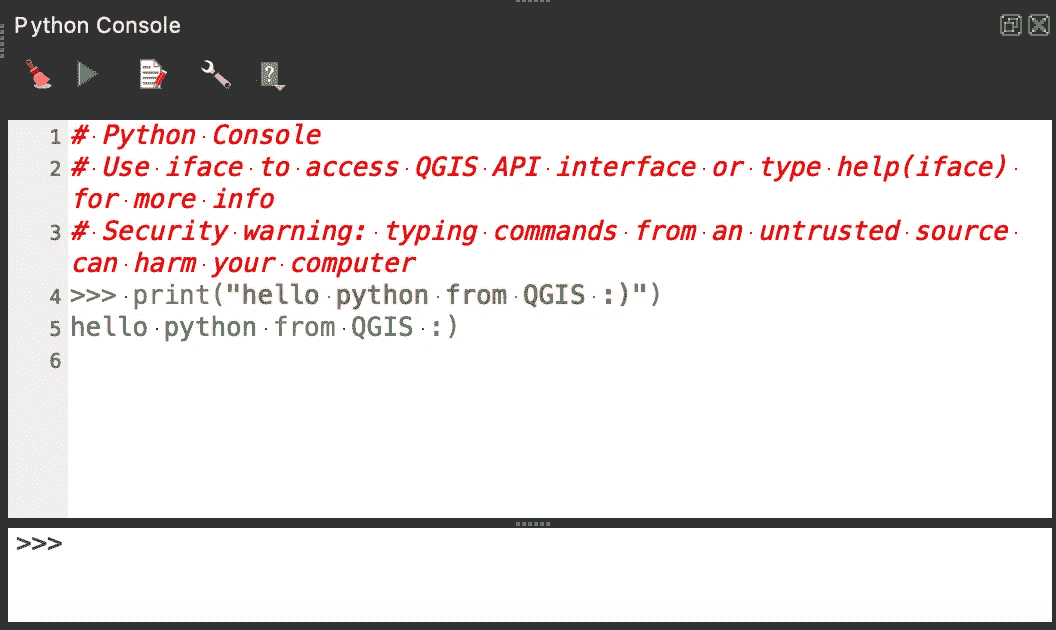 Python Console
1 # Python Console
2 # Use iface to access QGIS API interface or type help(iface)
for more info
3 # Security warning: typing commands from an untrusted source
can harm your computer
4 >>> print("hello python from QGIS :)")
5 hello python from QGIS :)
6
>>>